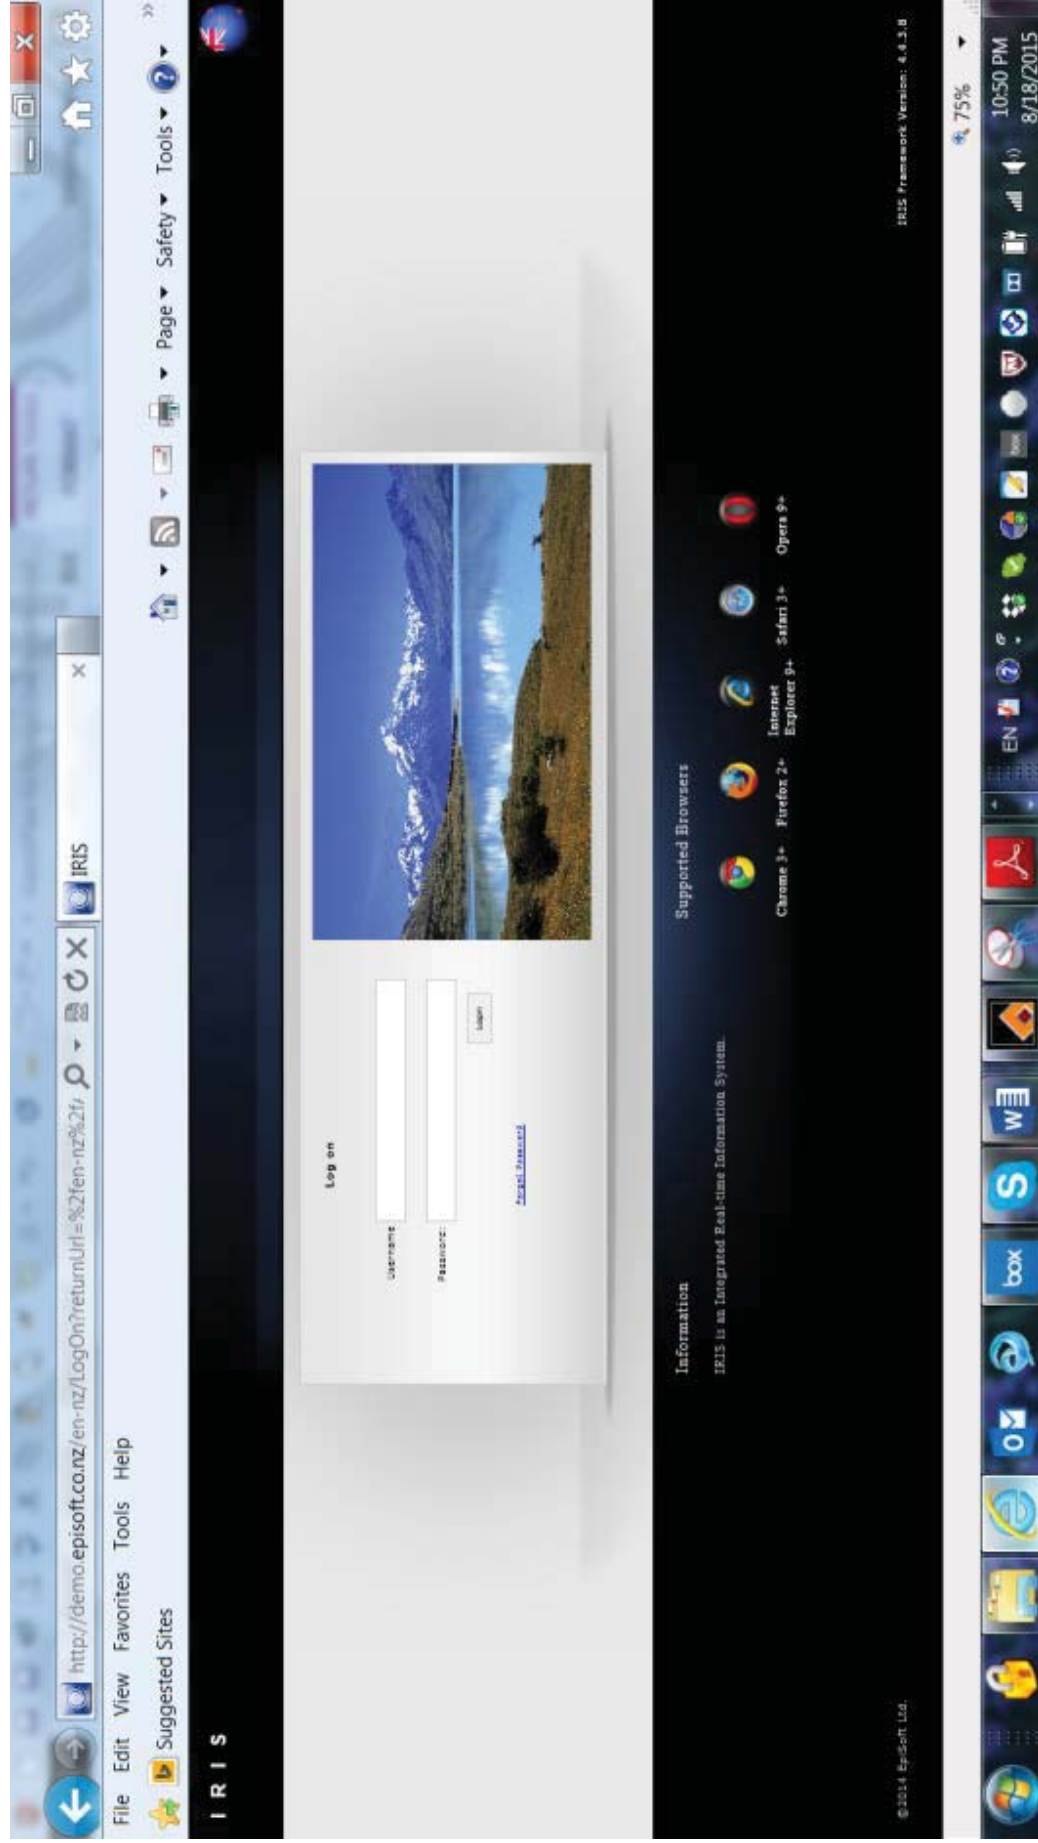 http://demo.episoft.co.nz/en-nz/LogOn?returnUrl=%2fen-nz%2f
IRIS
File Edit View Favorites Tools Help
Suggested Sites
Page Safety Tools
I R I S
Log on
Username
Password:
Login
Forgot Password
Information
IRIS is an Integrated Real-time Information System.
Supported Browsers
Chrome 3+ Firefox 2+ Internet Explorer 9+ Safari 3+ Opera 9+
©2014 EpiSoft Ltd.
IRIS Framework Version: 4.4.3.8
75%
box
EN
box
10:50 PM
8/18/2015